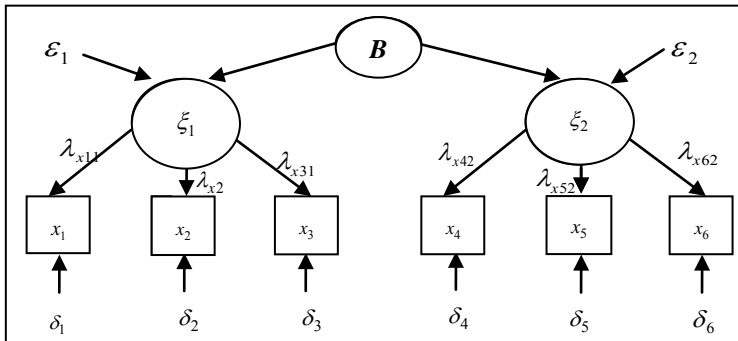 ε₁ B ε₂
ξ₁ ξ₂
λₓ₁₁ λₓ₂ λₓ₃₁ λₓ₄₂ λₓ₅₂ λₓ₆₂
x₁ x₂ x₃ x₄ x₅ x₆
δ₁ δ₂ δ₃ δ₄ δ₅ δ₆